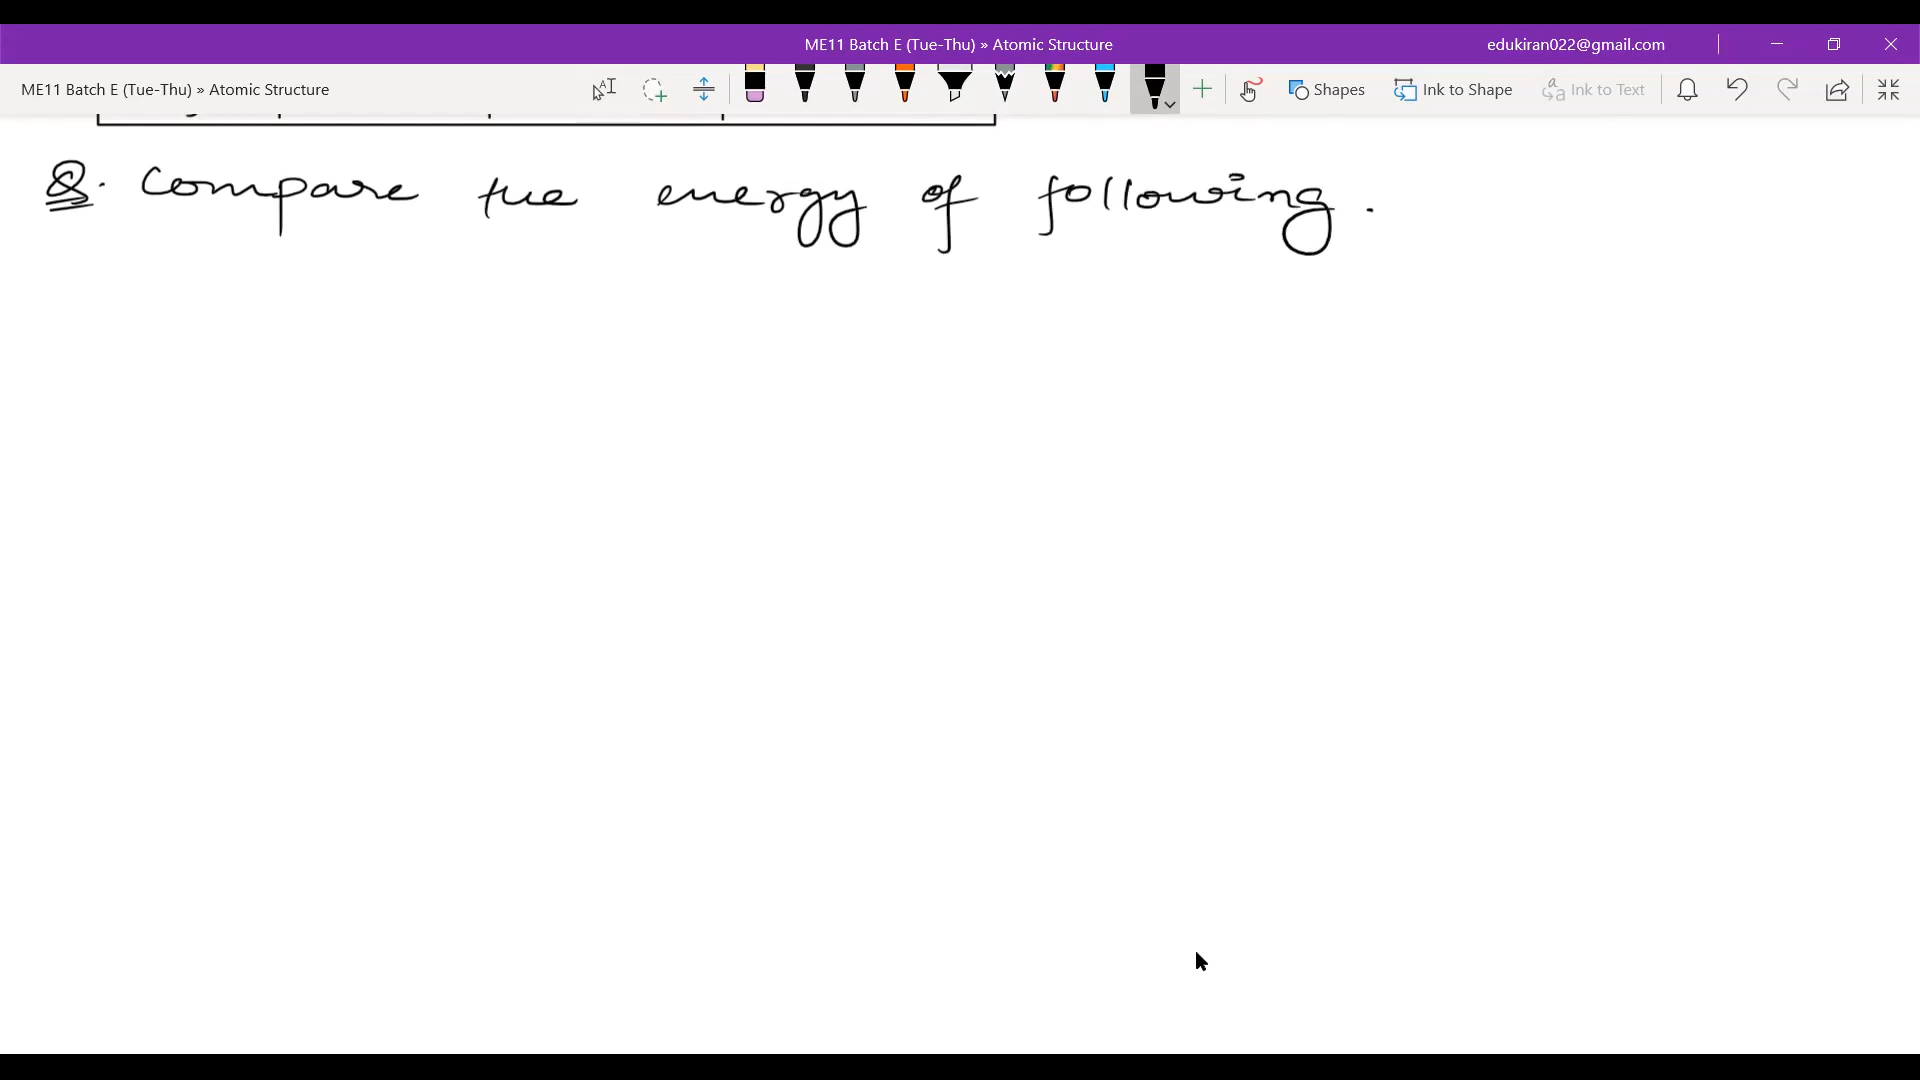 ME11 Batch E (Tue-Thu) » Atomic Structure
edukiran022@gmail.com
ME11 Batch E (Tue-Thu) » Atomic Structure
Shapes
Ink to Shape
Ink to Text
Q. Compare the energy of following.